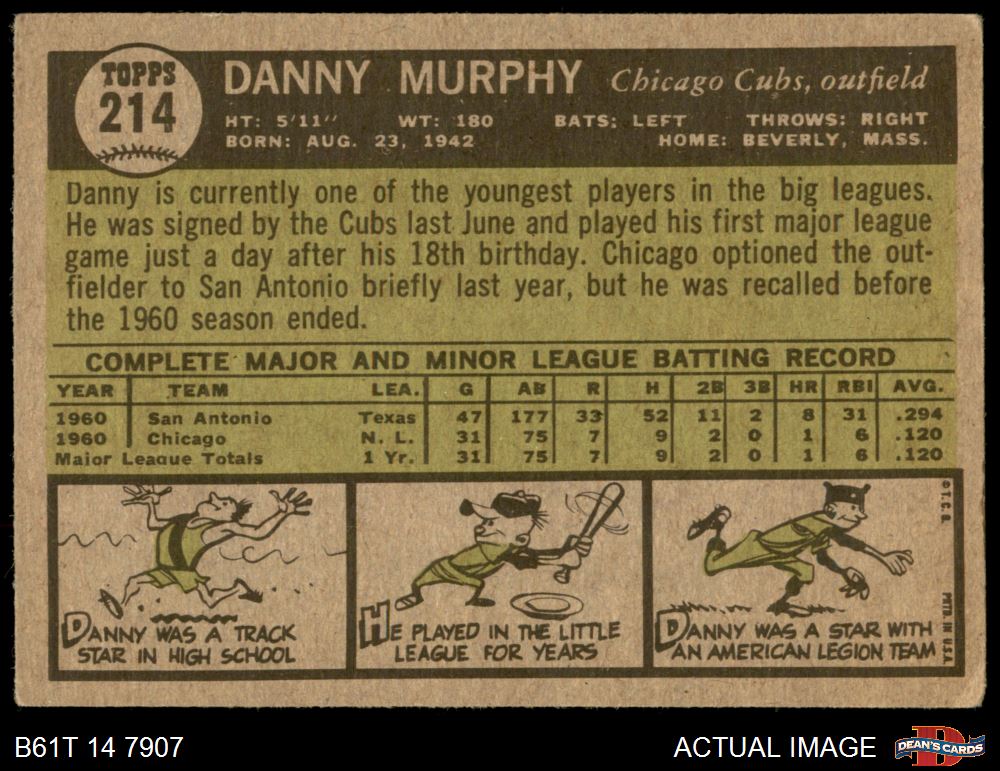 TOPPS
214
DANNY MURPHY Chicago Cubs, outfield
HT: 5'11" WT: 180 BATS: LEFT THROWS: RIGHT
BORN: AUG. 23, 1942 HOME: BEVERLY, MASS.
Danny is currently one of the youngest players in the big leagues.
He was signed by the Cubs last June and played his first major league
game just a day after his 18th birthday. Chicago optioned the out-
fielder to San Antonio briefly last year, but he was recalled before
the 1960 season ended.
COMPLETE MAJOR AND MINOR LEAGUE BATTING RECORD
YEAR TEAM LEA. G AB R H 2B 3B HR RBI AVG.
1960 San Antonio Texas 47 177 33 52 11 2 8 31 .294
1960 Chicago N. L. 31 75 7 9 2 0 1 6 .120
Major League Totals 1 Yr. 31 75 7 9 2 0 1 6 .120
DANNY WAS A TRACK
STAR IN HIGH SCHOOL
HE PLAYED IN THE LITTLE
LEAGUE FOR YEARS
DANNY WAS A STAR WITH
AN AMERICAN LEGION TEAM
©T.C.G.
PRTD. IN U.S.A.
B61T 14 7907
ACTUAL IMAGE
D
DEAN'S CARDS